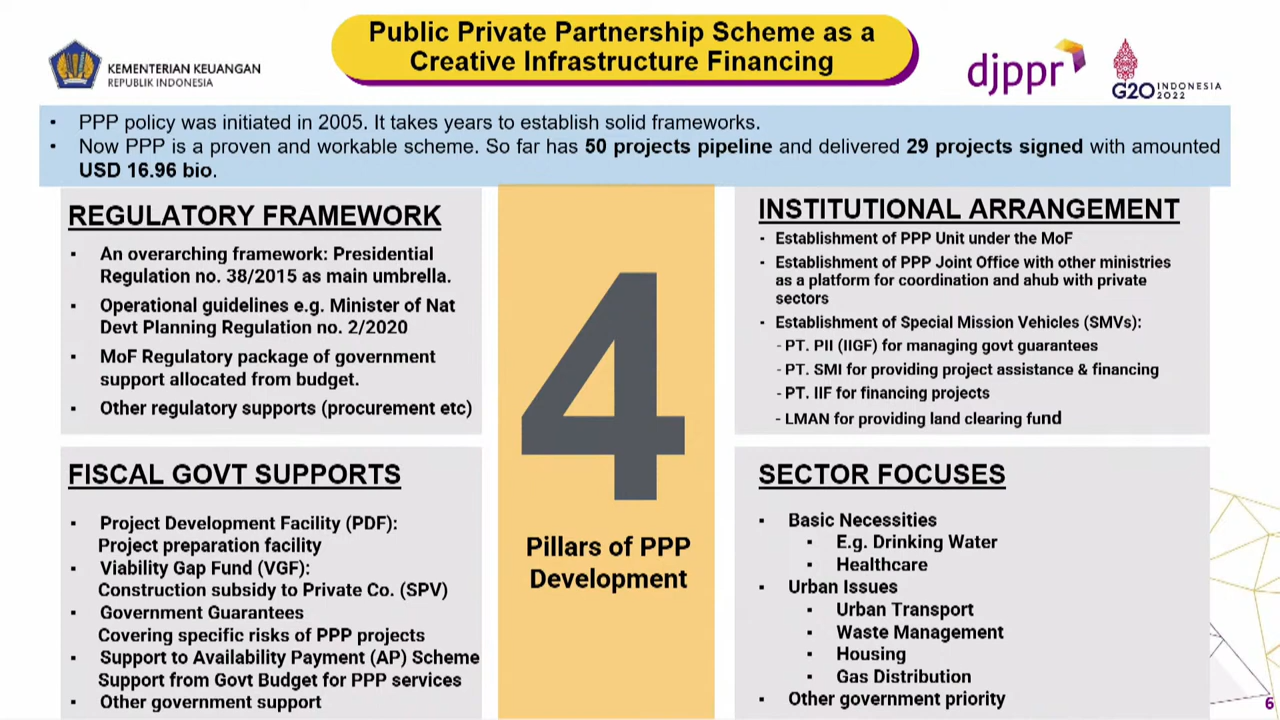 Public Private Partnership Scheme as a
Creative Infrastructure Financing
KEMENTERIAN KEUANGAN
REPUBLIK INDONESIA
djppr
G20 INDONESIA
2022
• PPP policy was initiated in 2005. It takes years to establish solid frameworks.
• Now PPP is a proven and workable scheme. So far has 50 projects pipeline and delivered 29 projects signed with amounted
USD 16.96 bio.
REGULATORY FRAMEWORK
▪ An overarching framework: Presidential
Regulation no. 38/2015 as main umbrella.
▪ Operational guidelines e.g. Minister of Nat
Devt Planning Regulation no. 2/2020
▪ MoF Regulatory package of government
support allocated from budget.
▪ Other regulatory supports (procurement etc)
FISCAL GOVT SUPPORTS
▪ Project Development Facility (PDF):
Project preparation facility
▪ Viability Gap Fund (VGF):
Construction subsidy to Private Co. (SPV)
▪ Government Guarantees
Covering specific risks of PPP projects
▪ Support to Availability Payment (AP) Scheme
Support from Govt Budget for PPP services
▪ Other government support
4
Pillars of PPP
Development
INSTITUTIONAL ARRANGEMENT
▪ Establishment of PPP Unit under the MoF
▪ Establishment of PPP Joint Office with other ministries
as a platform for coordination and ahub with private
sectors
▪ Establishment of Special Mission Vehicles (SMVs):
- PT. PII (IIGF) for managing govt guarantees
- PT. SMI for providing project assistance & financing
- PT. IIF for financing projects
- LMAN for providing land clearing fund
SECTOR FOCUSES
▪ Basic Necessities
▪ E.g. Drinking Water
▪ Healthcare
▪ Urban Issues
▪ Urban Transport
▪ Waste Management
▪ Housing
▪ Gas Distribution
▪ Other government priority
6